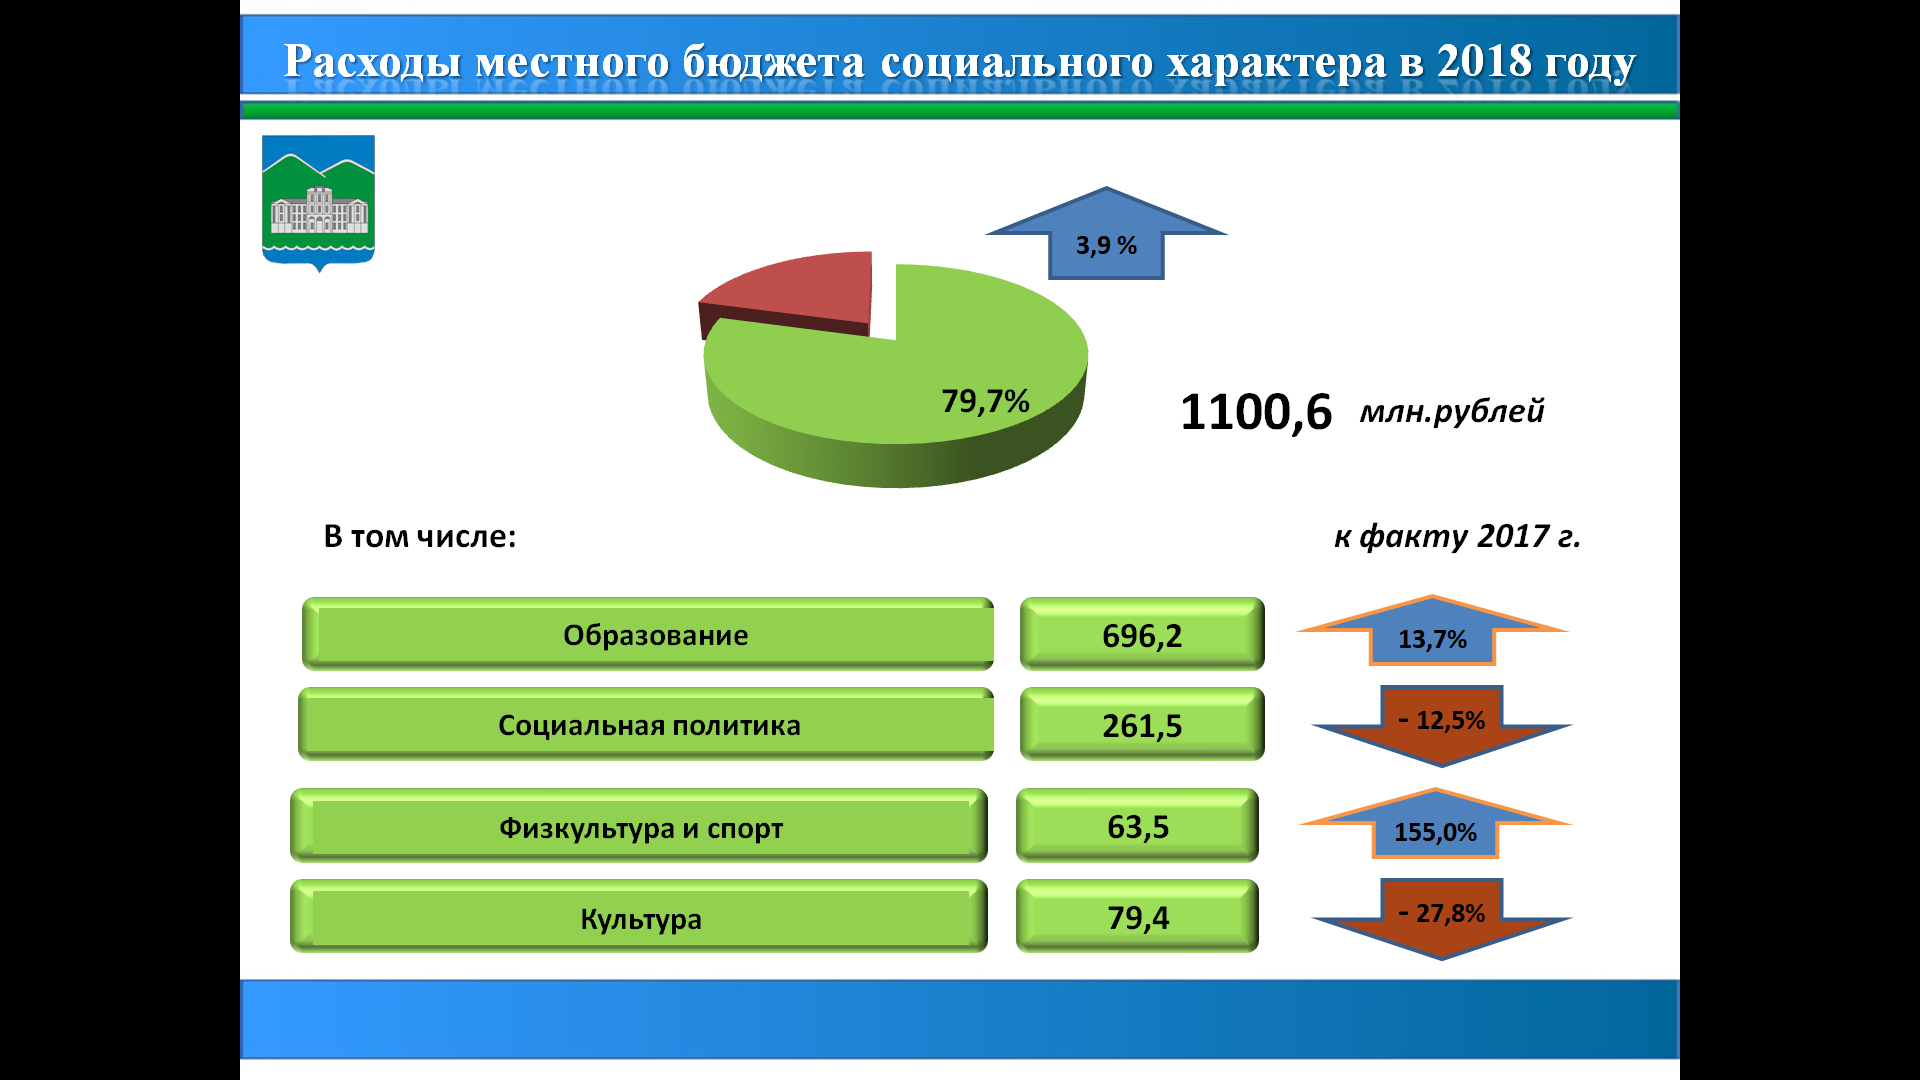 Расходы местного бюджета социального характера в 2018 году
3,9 %
79,7%
1100,6 млн.рублей
В том числе: к факту 2017 г.
Образование 696,2 13,7%
Социальная политика 261,5 - 12,5%
Физкультура и спорт 63,5 155,0%
Культура 79,4 - 27,8%